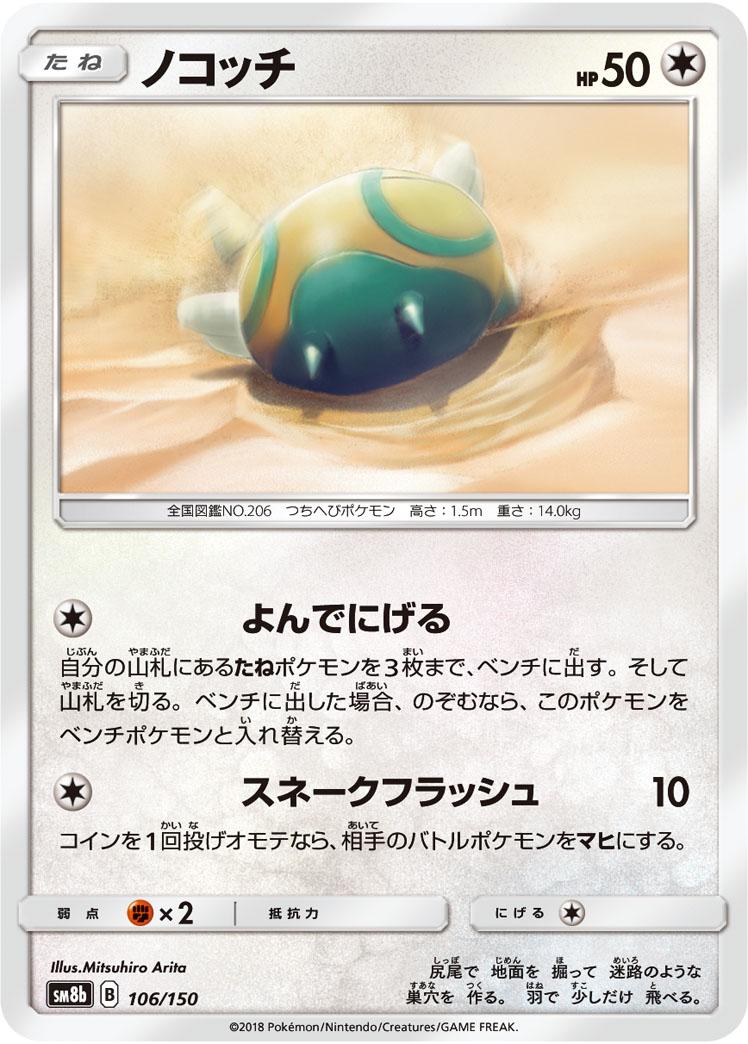 たね ノコッチ HP50
全国図鑑NO.206 つちへびポケモン 高さ：1.5m 重さ：14.0kg
よんでにげる
自分の山札にあるたねポケモンを3枚まで、ベンチに出す。そして
山札を切る。ベンチに出した場合、のぞむなら、このポケモンを
ベンチポケモンと入れ替える。
スネークフラッシュ 10
コインを1回投げオモテなら、相手のバトルポケモンをマヒにする。
弱点 ×2 抵抗力 にげる
Illus.Mitsuhiro Arita
尻尾で 地面を 掘って 迷路のような
巣穴を 作る。羽で 少しだけ 飛べる。
SM8b B 106/150
©2018 Pokémon/Nintendo/Creatures/GAME FREAK.